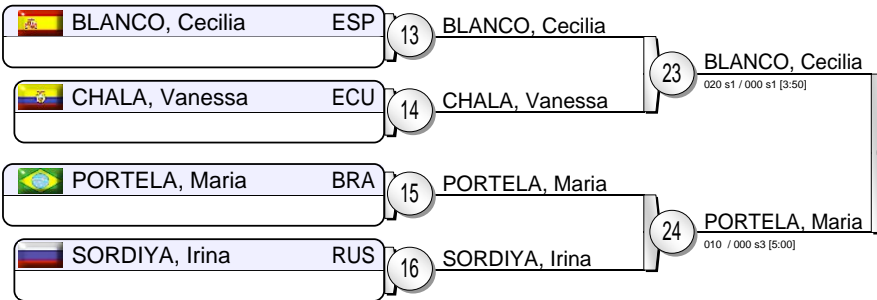 BLANCO, Cecilia ESP
13
BLANCO, Cecilia
23
BLANCO, Cecilia
020 s1 / 000 s1 [3:50]
CHALA, Vanessa ECU
14
CHALA, Vanessa
PORTELA, Maria BRA
15
PORTELA, Maria
24
PORTELA, Maria
010 / 000 s3 [5:00]
SORDIYA, Irina RUS
16
SORDIYA, Irina